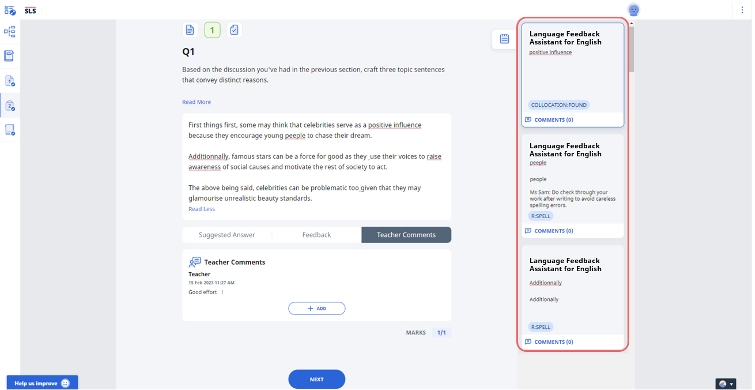 SLS
1
Q1
Based on the discussion you've had in the previous section, craft three topic sentences
that convey distinct reasons.
Read More
First things first, some may think that celebrities serve as a positive influence
because they encourage young peeple to chase their dream.
Additionnally, famous stars can be a force for good as they use their voices to raise
awareness of social causes and motivate the rest of society to act.
The above being said, celebrities can be problematic too given that they may
glamourise unrealistic beauty standards.
Read Less
Suggested Answer
Feedback
Teacher Comments
Teacher Comments
Teacher
15 Feb 2023 11:27 AM
Good effort !
+ ADD
MARKS 1/1
NEXT
Help us improve
Language Feedback
Assistant for English
positive influence
COLLOCATION:FOUND
COMMENTS (0)
Language Feedback
Assistant for English
peeple
people
Ms Sam: Do check through your
work after writing to avoid careless
spelling errors.
R:SPELL
COMMENTS (0)
Language Feedback
Assistant for English
Additionnally
Additionally
R:SPELL
COMMENTS (0)